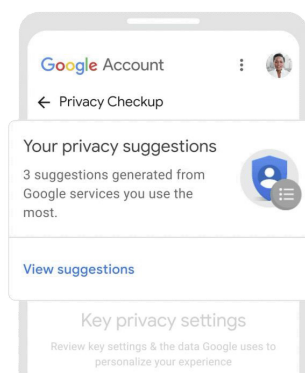 Google Account
Privacy Checkup
Your privacy suggestions
3 suggestions generated from
Google services you use the
most.
View suggestions
Key privacy settings
Review key settings & the data Google uses to
personalize your experience